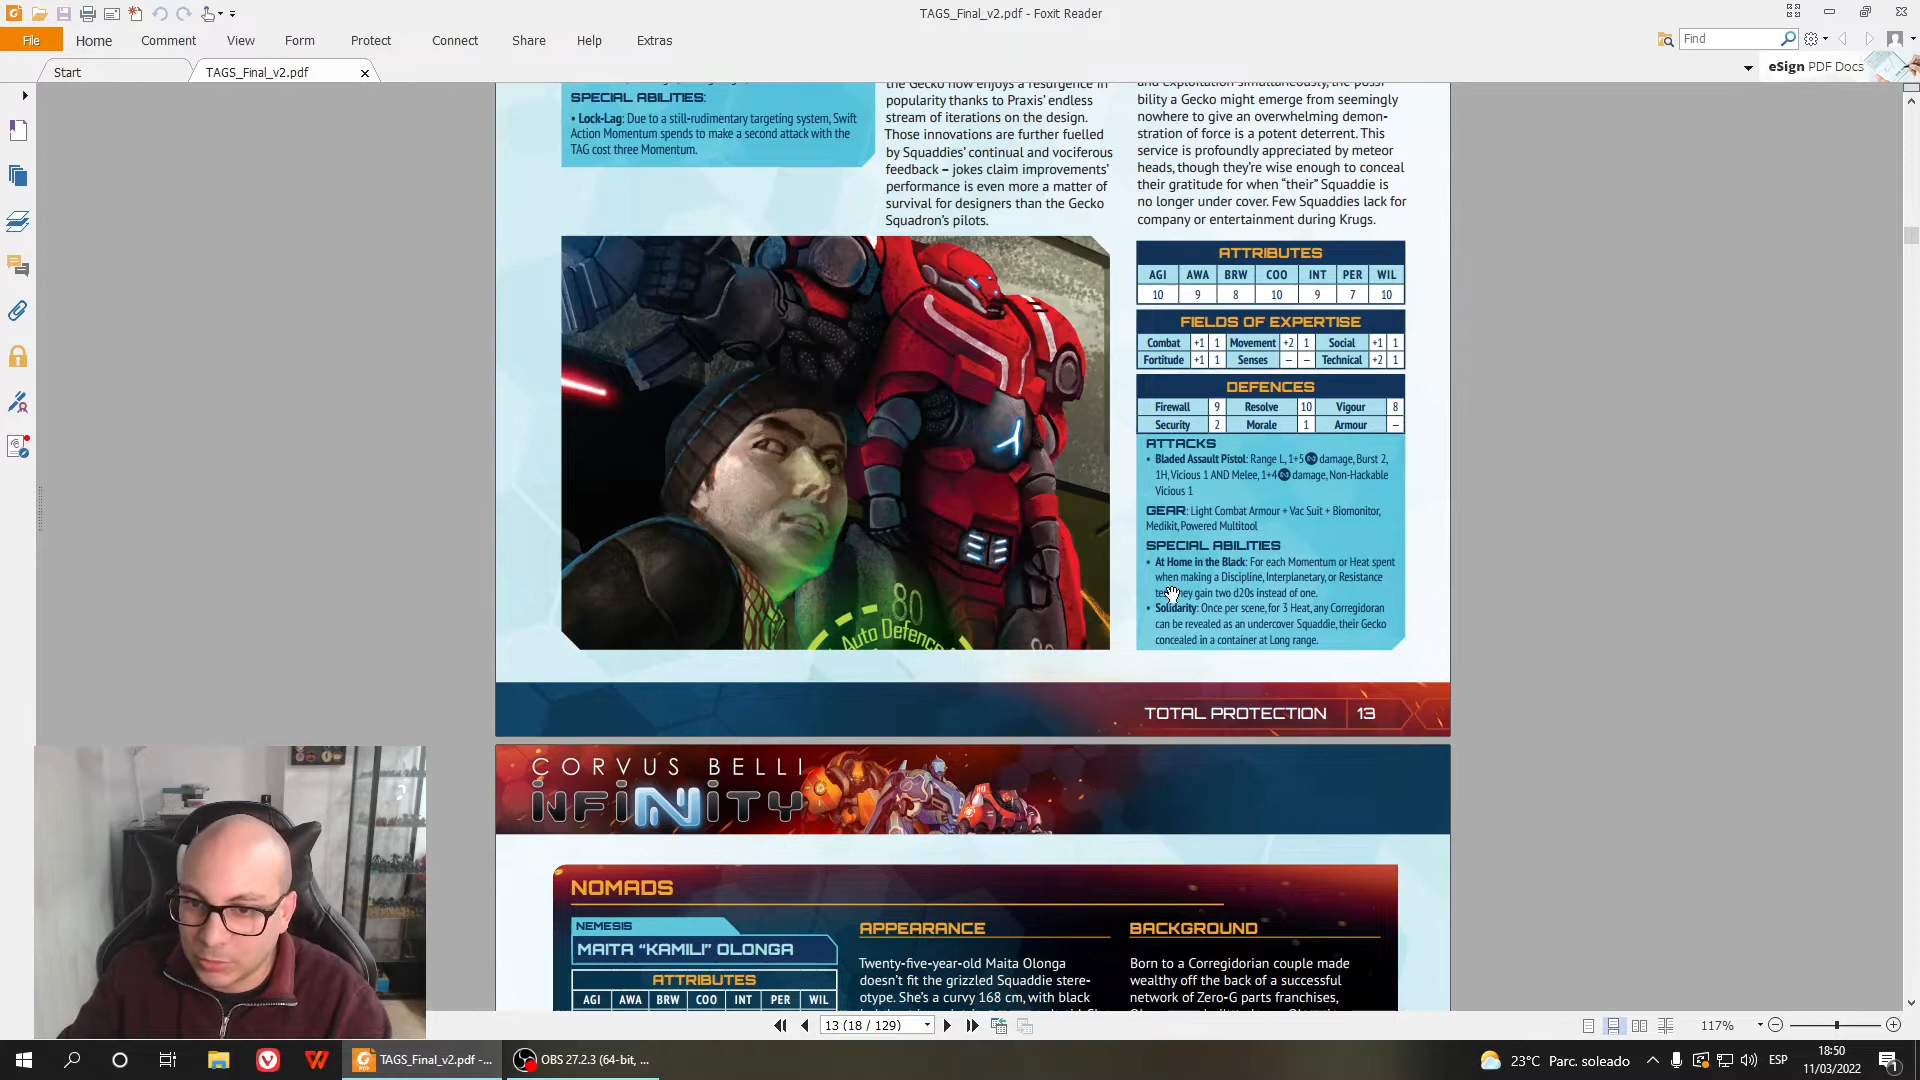 TAGS_Final_v2.pdf - Foxit Reader
File
Home
Comment
View
Form
Protect
Connect
Share
Help
Extras
Find
Start
TAGS_Final_v2.pdf
eSign PDF Docs
SPECIAL ABILITIES:
• Lock-Lag: Due to a still-rudimentary targeting system, Swift
Action Momentum spends to make a second attack with the
TAG cost three Momentum.
the Gecko now enjoys a resurgence in
popularity thanks to Praxis' endless
stream of iterations on the design.
Those innovations are further fuelled
by Squaddies' continual and vociferous
feedback – jokes claim improvements'
performance is even more a matter of
survival for designers than the Gecko
Squadron's pilots.
and exploitation simultaneously, the possi-
bility a Gecko might emerge from seemingly
nowhere to give an overwhelming demon-
stration of force is a potent deterrent. This
service is profoundly appreciated by meteor
heads, though they're wise enough to conceal
their gratitude for when "their" Squaddie is
no longer under cover. Few Squaddies lack for
company or entertainment during Krugs.
80
Auto Defence
ATTRIBUTES
AGI AWA BRW COO INT PER WIL
10 9 8 10 9 7 10
FIELDS OF EXPERTISE
Combat +1 1 Movement +2 1 Social +1 1
Fortitude +1 1 Senses – – Technical +2 1
DEFENCES
Firewall 9 Resolve 10 Vigour 8
Security 2 Morale 1 Armour –
ATTACKS
• Bladed Assault Pistol: Range L, 1+5 N damage, Burst 2,
1H, Vicious 1 AND Melee, 1+4 N damage, Non-Hackable
Vicious 1
GEAR: Light Combat Armour + Vac Suit + Biomonitor,
Medikit, Powered Multitool
SPECIAL ABILITIES
• At Home in the Black: For each Momentum or Heat spent
when making a Discipline, Interplanetary, or Resistance
they gain two d20s instead of one.
• Solidarity: Once per scene, for 3 Heat, any Corregidoran
can be revealed as an undercover Squaddie, their Gecko
concealed in a container at Long range.
TOTAL PROTECTION 13
CORVUS BELLI
INFINITY
NOMADS
NEMESIS
MAITA "KAMILI" OLONGA
ATTRIBUTES
AGI AWA BRW COO INT PER WIL
APPEARANCE
Twenty-five-year-old Maita Olonga
doesn't fit the grizzled Squaddie stere-
otype. She's a curvy 168 cm, with black
BACKGROUND
Born to a Corregidorian couple made
wealthy off the back of a successful
network of Zero-G parts franchises,
13 (18 / 129)
117%
TAGS_Final_v2.pdf -...
OBS 27.2.3 (64-bit, ...
23°C Parc. soleado
ESP
18:50
11/03/2022
1